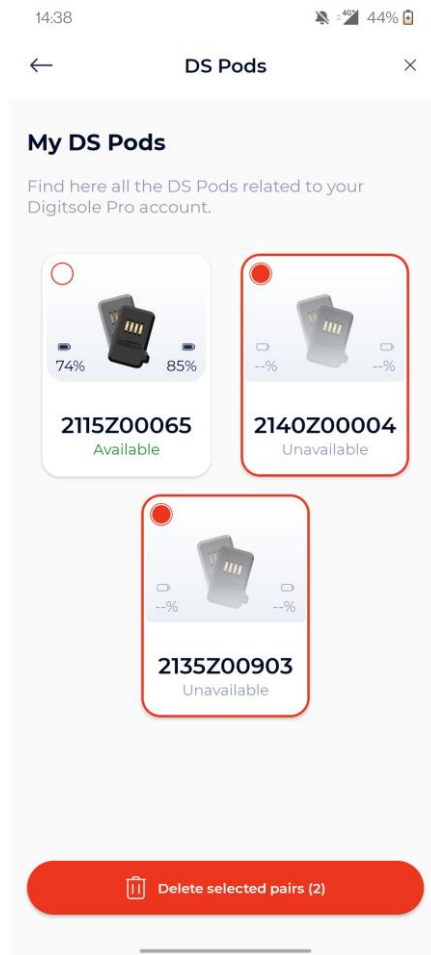 14:38
4G+ 44%
DS Pods
My DS Pods
Find here all the DS Pods related to your
Digitsole Pro account.
74% 85%
2115Z00065
Available
--% --%
2140Z00004
Unavailable
--% --%
2135Z00903
Unavailable
Delete selected pairs (2)